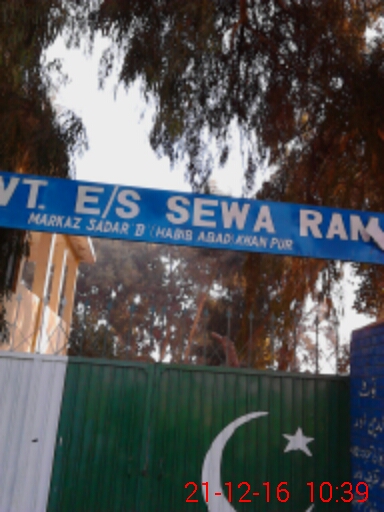 VT. E/S SEWA RAM
MARKAZ SADAR 'B' (HABIB ABAD) KHAN PUR
21-12-16 10:39